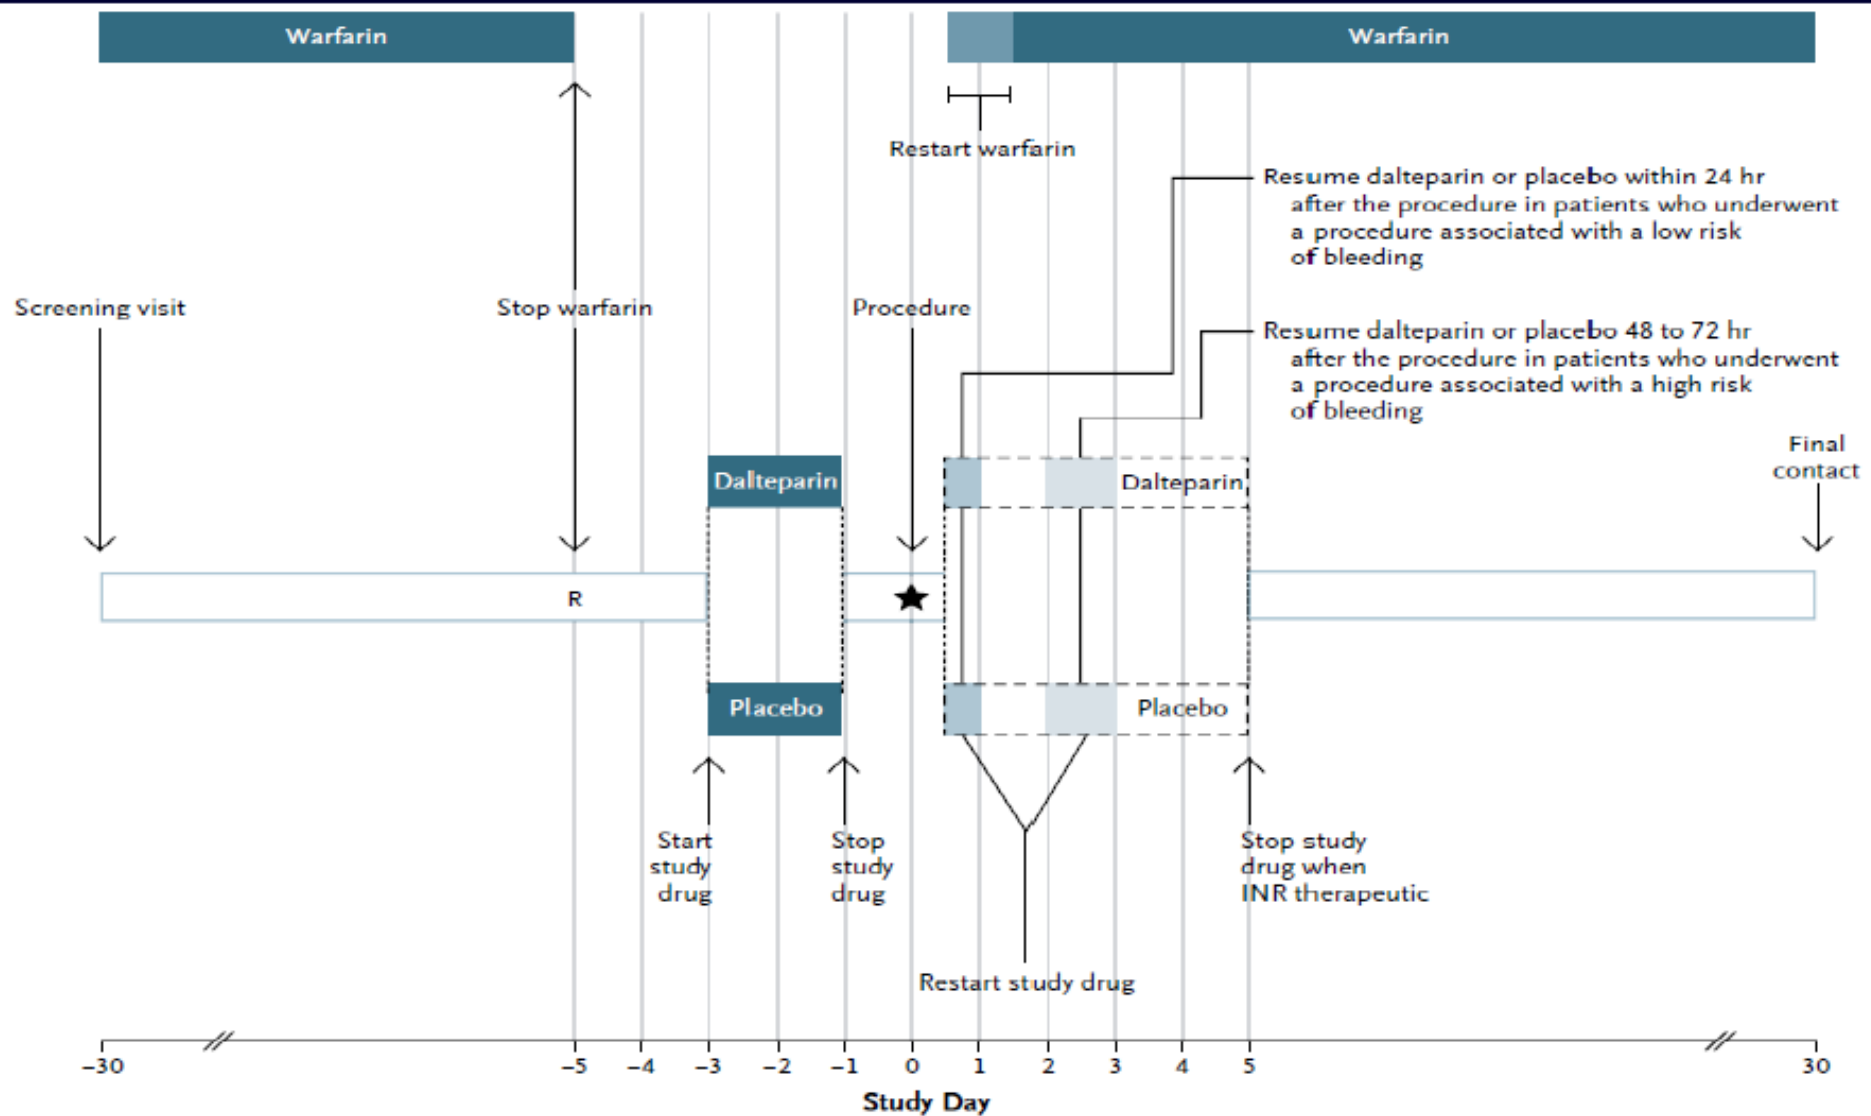 Warfarin
Warfarin
Restart warfarin
Resume dalteparin or placebo within 24 hr
after the procedure in patients who underwent
a procedure associated with a low risk
of bleeding
Screening visit
Stop warfarin
Procedure
Resume dalteparin or placebo 48 to 72 hr
after the procedure in patients who underwent
a procedure associated with a high risk
of bleeding
Final
contact
Dalteparin
Dalteparin
R
Placebo
Placebo
Start
study
drug
Stop
study
drug
Stop study
drug when
INR therapeutic
Restart study drug
−30 −5 −4 −3 −2 −1 0 1 2 3 4 5 30
Study Day